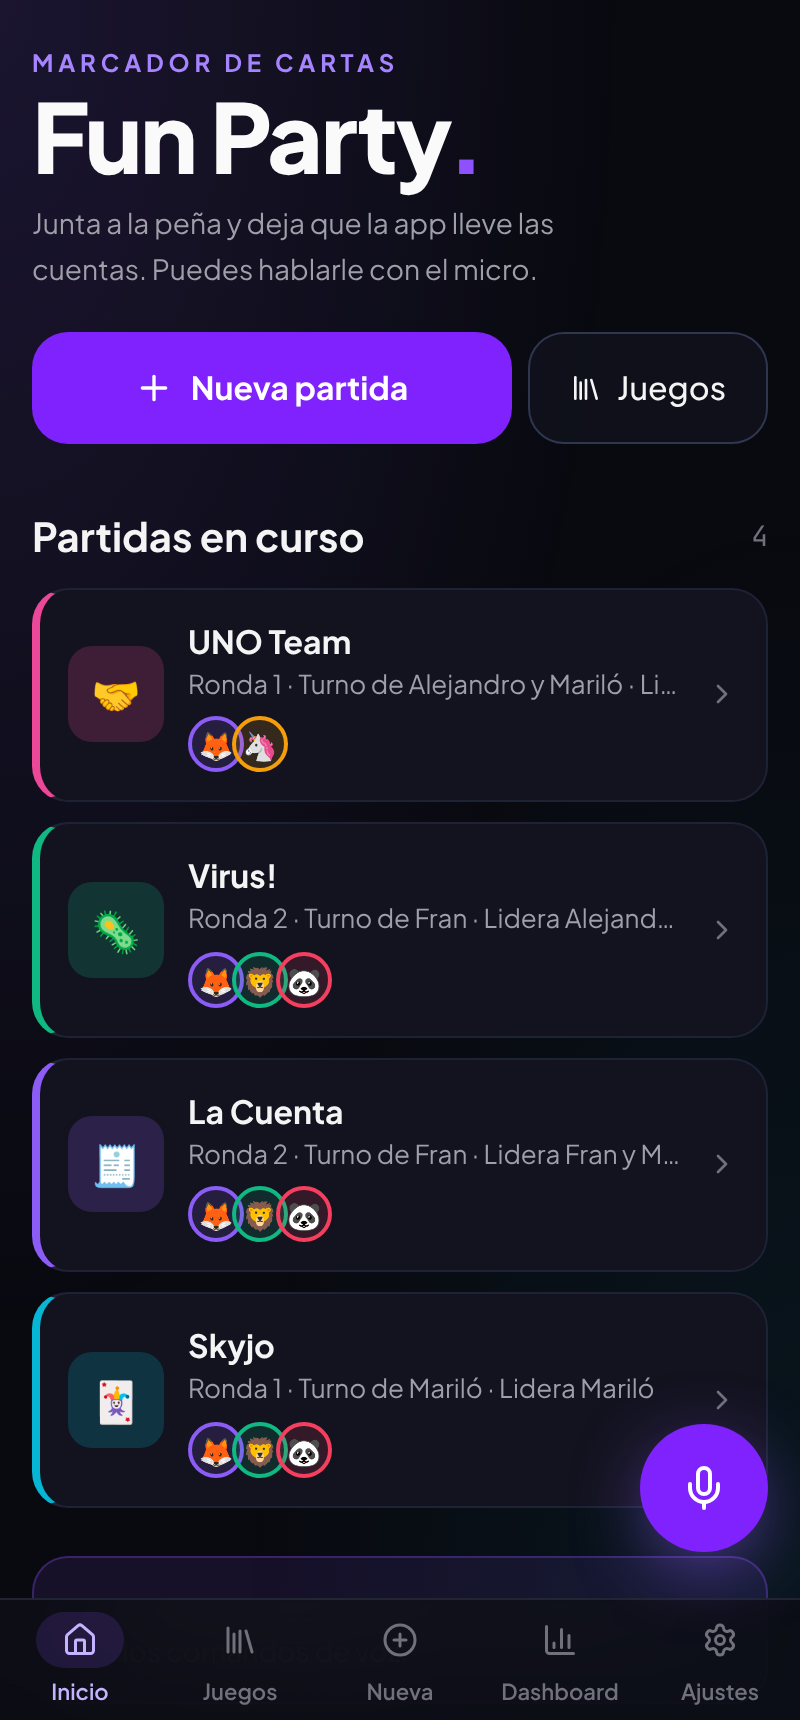 MARCADOR DE CARTAS
Fun Party.
Junta a la peña y deja que la app lleve las
cuentas. Puedes hablarle con el micro.
Nueva partida
Juegos
Partidas en curso
4
UNO Team
Ronda 1 · Turno de Alejandro y Mariló · Li...
Virus!
Ronda 2 · Turno de Fran · Lidera Alejand...
La Cuenta
Ronda 2 · Turno de Fran · Lidera Fran y M...
Skyjo
Ronda 1 · Turno de Mariló · Lidera Mariló
Inicio
Juegos
Nueva
Dashboard
Ajustes